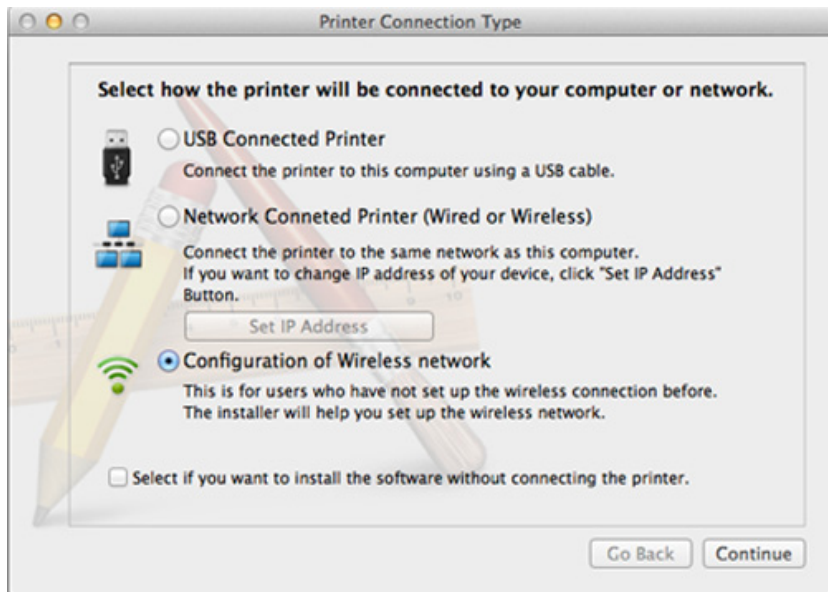 Printer Connection Type
Select how the printer will be connected to your computer or network.
USB Connected Printer
Connect the printer to this computer using a USB cable.
Network Conneted Printer (Wired or Wireless)
Connect the printer to the same network as this computer.
If you want to change IP address of your device, click "Set IP Address"
Button.
Set IP Address
Configuration of Wireless network
This is for users who have not set up the wireless connection before.
The installer will help you set up the wireless network.
Select if you want to install the software without connecting the printer.
Go Back
Continue